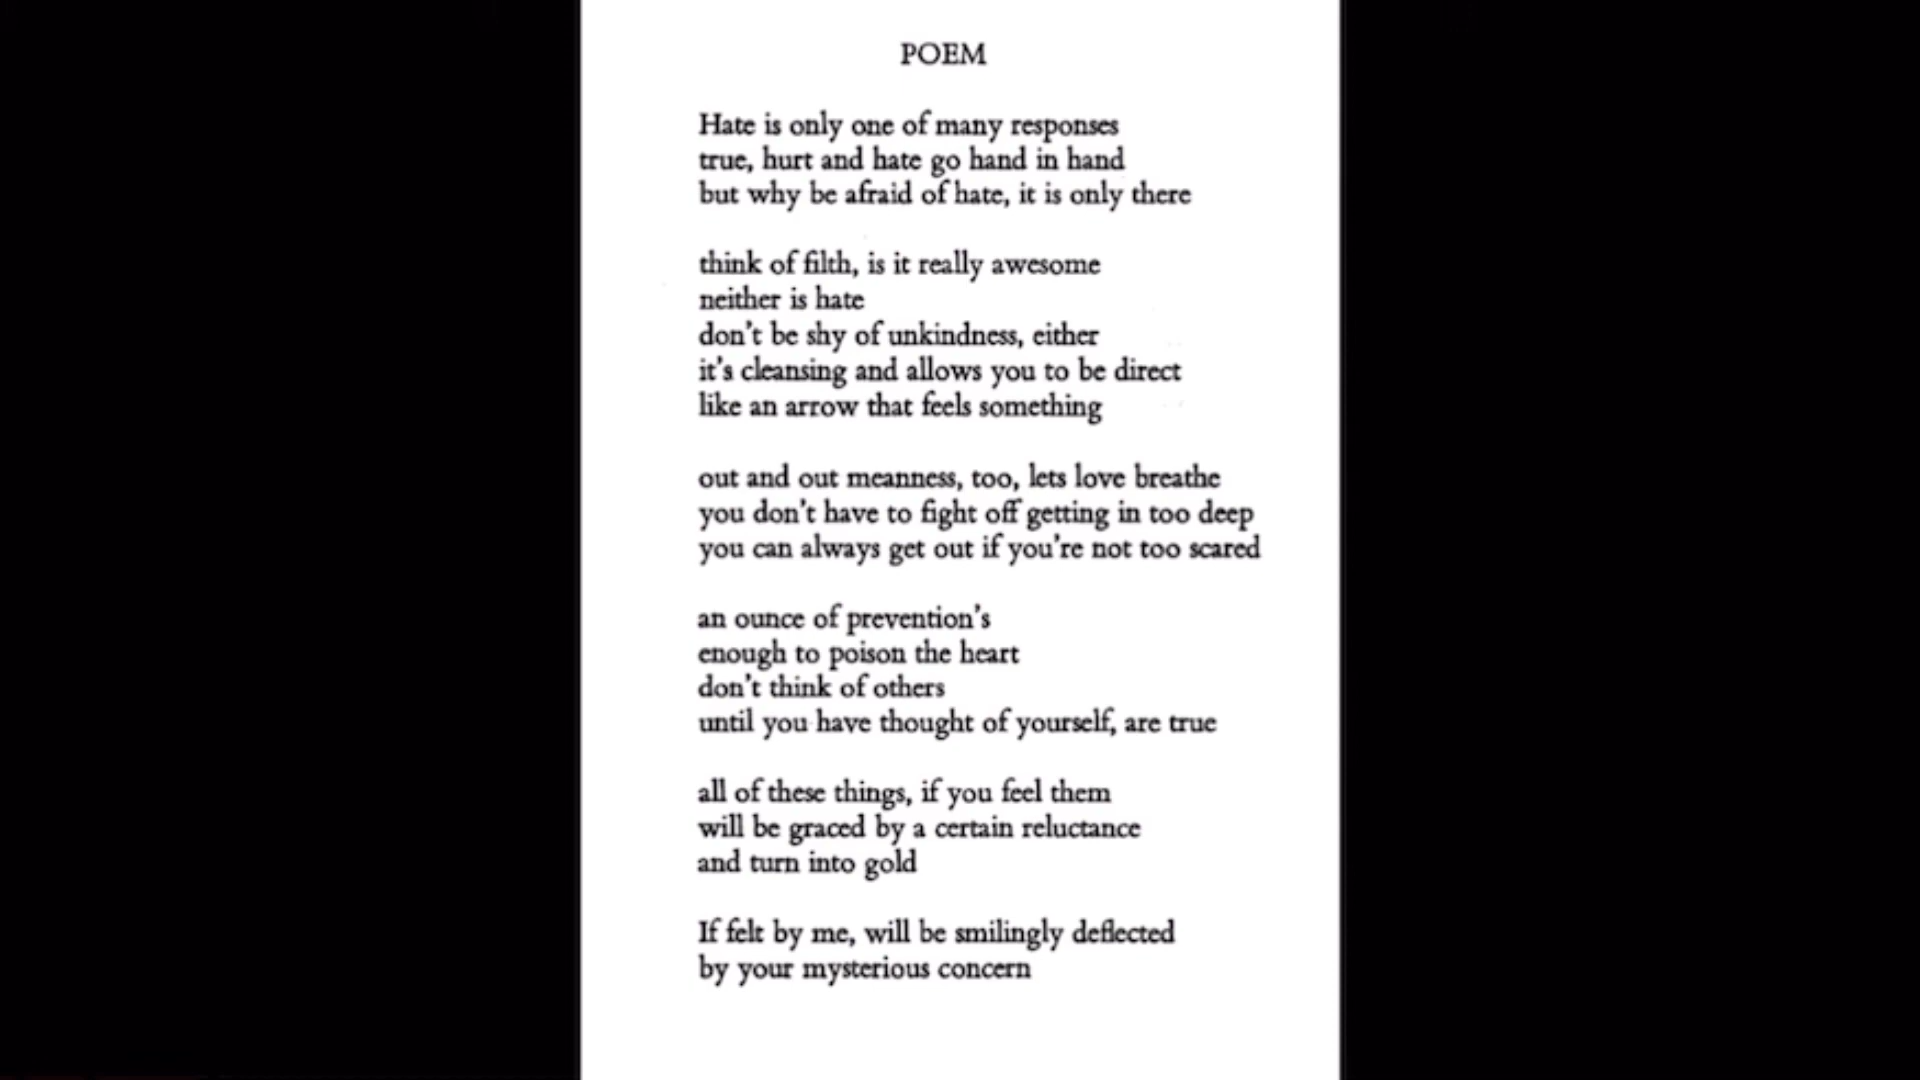 POEM
Hate is only one of many responses
true, hurt and hate go hand in hand
but why be afraid of hate, it is only there
think of filth, is it really awesome
neither is hate
don't be shy of unkindness, either
it's cleansing and allows you to be direct
like an arrow that feels something
out and out meanness, too, lets love breathe
you don't have to fight off getting in too deep
you can always get out if you're not too scared
an ounce of prevention's
enough to poison the heart
don't think of others
until you have thought of yourself, are true
all of these things, if you feel them
will be graced by a certain reluctance
and turn into gold
If felt by me, will be smilingly deflected
by your mysterious concern